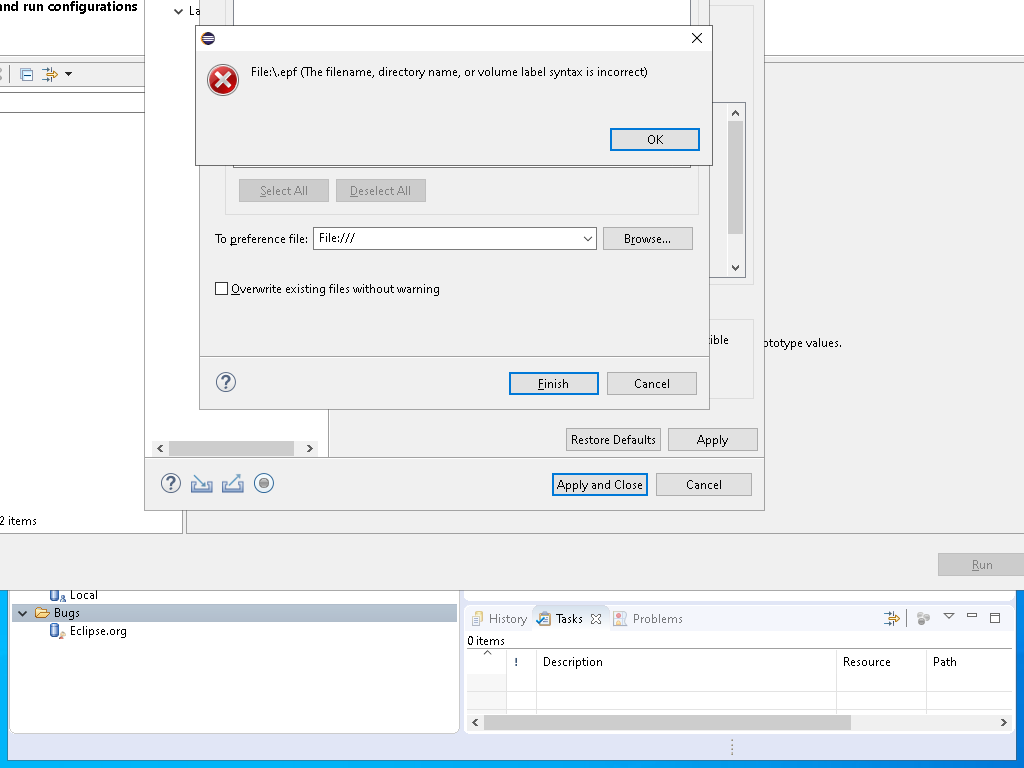 and run configurations
La
File:\.epf (The filename, directory name, or volume label syntax is incorrect)
OK
Select All
Deselect All
To preference file:
File:///
Browse...
Overwrite existing files without warning
ible
ototype values.
Finish
Cancel
Restore Defaults
Apply
Apply and Close
Cancel
2 items
Run
Local
Bugs
Eclipse.org
History
Tasks
Problems
0 items
!
Description
Resource
Path